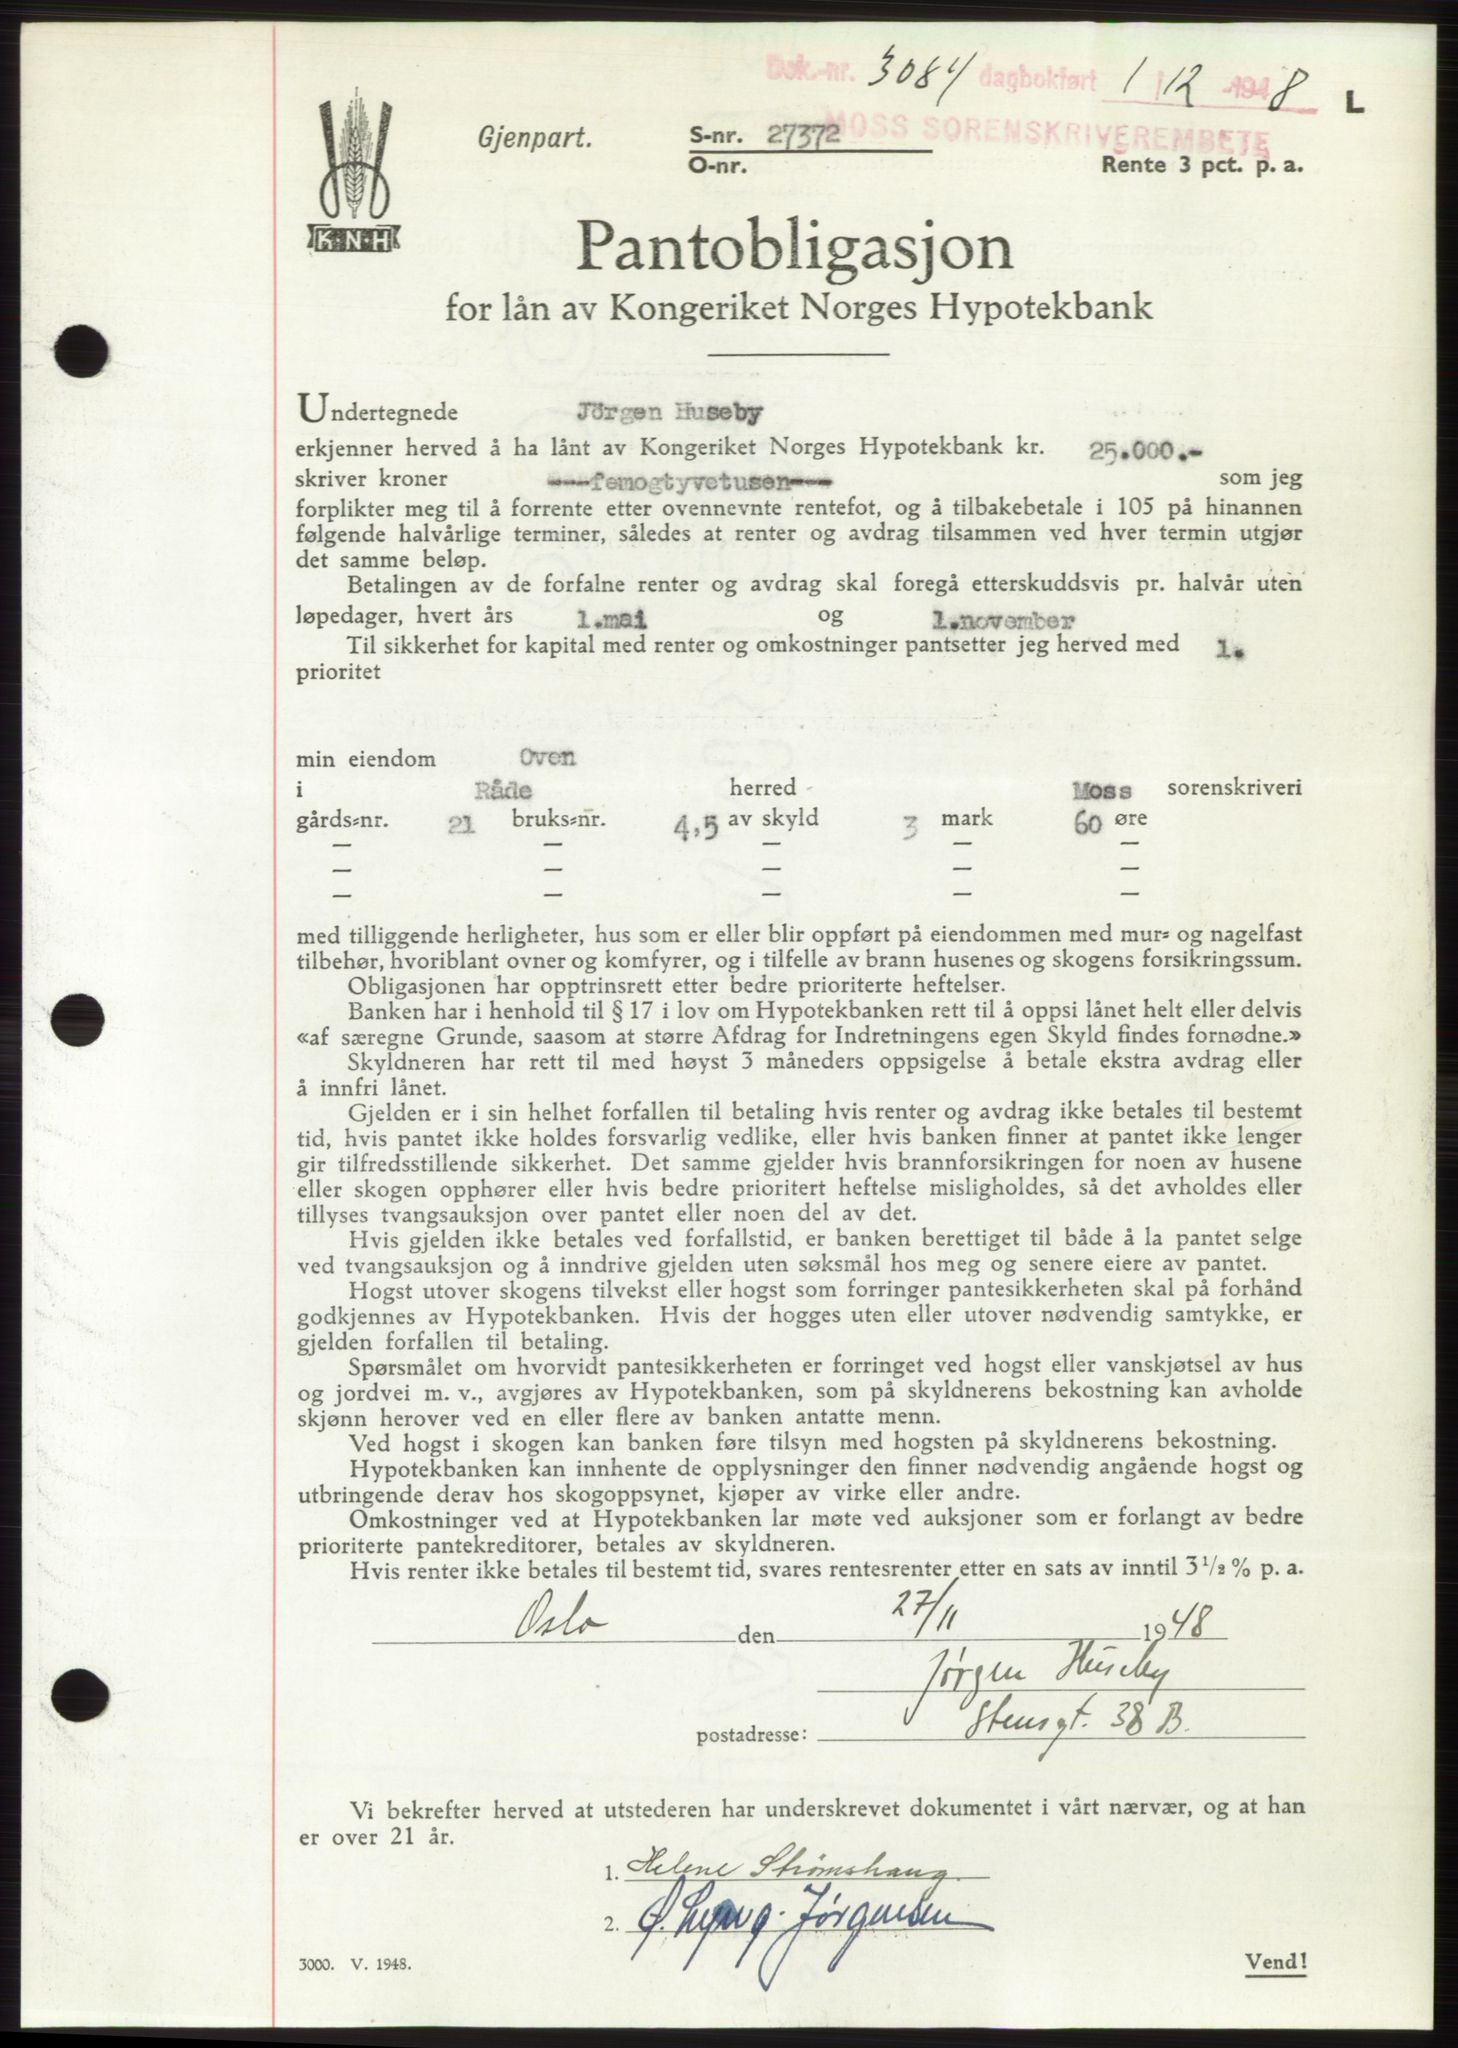 Dok.-nr. 3084 dagbokført 1/12 1948 L
MOSS SORENSKRIVEREMBETE
Gjenpart.
S-nr. 27372
O-nr.
Rente 3 pct. p. a.
K·N·H
Pantobligasjon
for lån av Kongeriket Norges Hypotekbank
Undertegnede Jörgen Huseby
erkjenner herved å ha lånt av Kongeriket Norges Hypotekbank kr. 25.000.-
skriver kroner ----femogtyvetusen---- som jeg
forplikter meg til å forrente etter ovennevnte rentefot, og å tilbakebetale i 105 på hinannen
følgende halvårlige terminer, således at renter og avdrag tilsammen ved hver termin utgjør
det samme beløp.
Betalingen av de forfalne renter og avdrag skal foregå etterskuddsvis pr. halvår uten
løpedager, hvert års 1.mai og 1.november
Til sikkerhet for kapital med renter og omkostninger pantsetter jeg herved med 1.
prioritet
min eiendom Oven
i Råde herred Moss sorenskriveri
gårds-nr. 21 bruks-nr. 4,5 av skyld 3 mark 60 øre
— — — — —
— — — — —
— — — — —
med tilliggende herligheter, hus som er eller blir oppført på eiendommen med mur- og nagelfast
tilbehør, hvoriblant ovner og komfyrer, og i tilfelle av brann husenes og skogens forsikringssum.
Obligasjonen har opptrinsrett etter bedre prioriterte heftelser.
Banken har i henhold til § 17 i lov om Hypotekbanken rett til å oppsi lånet helt eller delvis
«af særegne Grunde, saasom at større Afdrag for Indretningens egen Skyld findes fornødne.»
Skyldneren har rett til med høyst 3 måneders oppsigelse å betale ekstra avdrag eller
å innfri lånet.
Gjelden er i sin helhet forfallen til betaling hvis renter og avdrag ikke betales til bestemt
tid, hvis pantet ikke holdes forsvarlig vedlike, eller hvis banken finner at pantet ikke lenger
gir tilfredsstillende sikkerhet. Det samme gjelder hvis brannforsikringen for noen av husene
eller skogen opphører eller hvis bedre prioritert heftelse misligholdes, så det avholdes eller
tillyses tvangsauksjon over pantet eller noen del av det.
Hvis gjelden ikke betales ved forfallstid, er banken berettiget til både å la pantet selge
ved tvangsauksjon og å inndrive gjelden uten søksmål hos meg og senere eiere av pantet.
Hogst utover skogens tilvekst eller hogst som forringer pantesikkerheten skal på forhånd
godkjennes av Hypotekbanken. Hvis der hogges uten eller utover nødvendig samtykke, er
gjelden forfallen til betaling.
Spørsmålet om hvorvidt pantesikkerheten er forringet ved hogst eller vanskjøtsel av hus
og jordvei m. v., avgjøres av Hypotekbanken, som på skyldnerens bekostning kan avholde
skjønn herover ved en eller flere av banken antatte menn.
Ved hogst i skogen kan banken føre tilsyn med hogsten på skyldnerens bekostning.
Hypotekbanken kan innhente de opplysninger den finner nødvendig angående hogst og
utbringende derav hos skogoppsynet, kjøper av virke eller andre.
Omkostninger ved at Hypotekbanken lar møte ved auksjoner som er forlangt av bedre
prioriterte pantekreditorer, betales av skyldneren.
Hvis renter ikke betales til bestemt tid, svares rentesrenter etter en sats av inntil 3 1/2 % p. a.
Oslo den 27/11 1948
Jørgen Huseby
postadresse: Stensgt. 38 B.
Vi bekrefter herved at utstederen har underskrevet dokumentet i vårt nærvær, og at han
er over 21 år.
1. Helene Strømshaug
2. Ø. Lyng-Jørgensen
3000. V. 1948.
Vend!